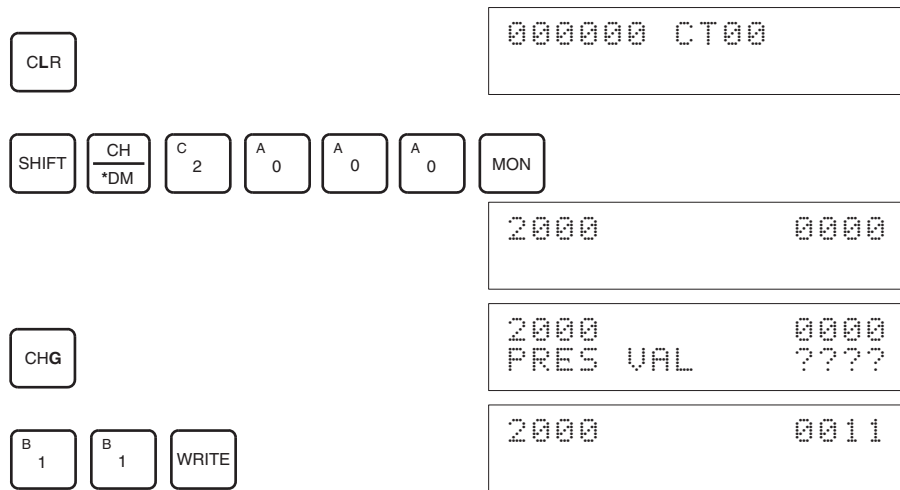 CLR
000000 CT00
SHIFT CH *DM C 2 A 0 A 0 A 0 MON
2000 0000
CHG
2000 0000
PRES VAL ????
B 1 B 1 WRITE
2000 0011